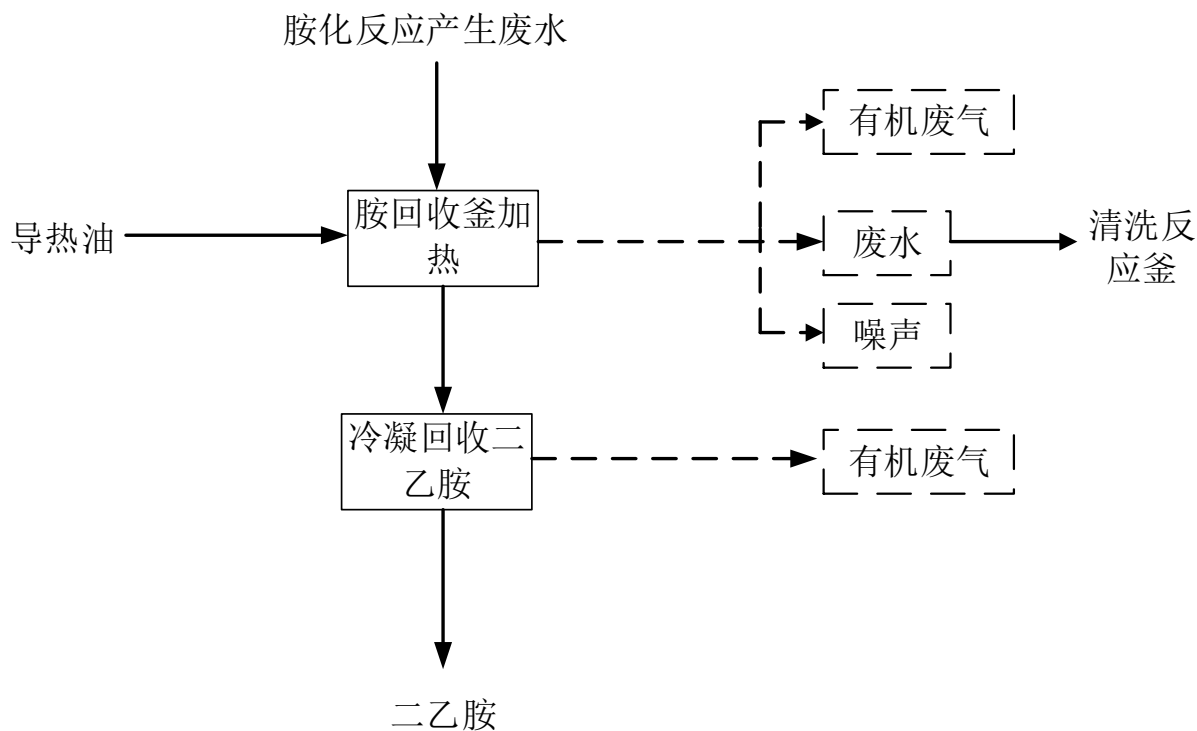 胺化反应产生废水
有机废气
导热油
胺回收釜加
热
废水
清洗反
应釜
噪声
冷凝回收二
乙胺
有机废气
二乙胺